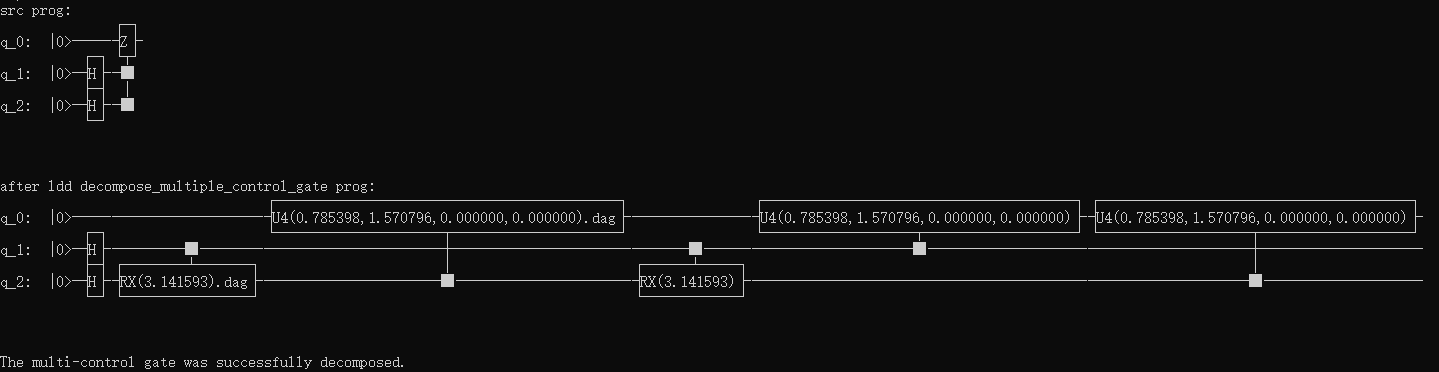 src prog:
q_0: |0> Z
q_1: |0> H
q_2: |0> H
after ldd decompose_multiple_control_gate prog:
q_0: |0> U4(0.785398,1.570796,0.000000,0.000000).dag U4(0.785398,1.570796,0.000000,0.000000) U4(0.785398,1.570796,0.000000,0.000000)
q_1: |0> H
q_2: |0> H RX(3.141593).dag RX(3.141593)
The multi-control gate was successfully decomposed.